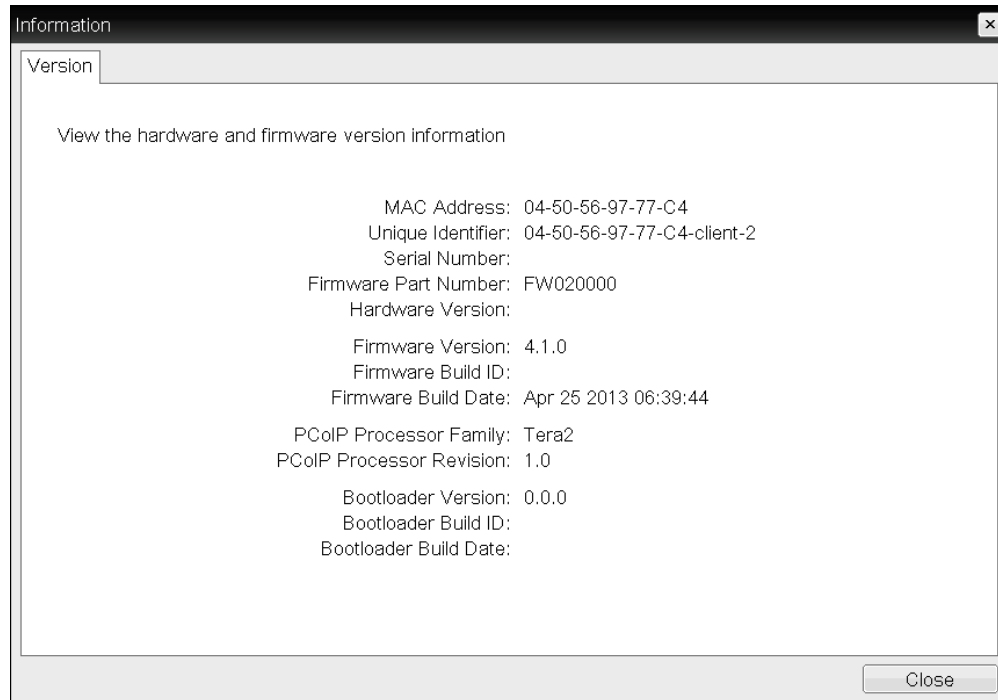 Information
Version
View the hardware and firmware version information
MAC Address: 04-50-56-97-77-C4
Unique Identifier: 04-50-56-97-77-C4-client-2
Serial Number:
Firmware Part Number: FW020000
Hardware Version:
Firmware Version: 4.1.0
Firmware Build ID:
Firmware Build Date: Apr 25 2013 06:39:44
PCoIP Processor Family: Tera2
PCoIP Processor Revision: 1.0
Bootloader Version: 0.0.0
Bootloader Build ID:
Bootloader Build Date:
Close